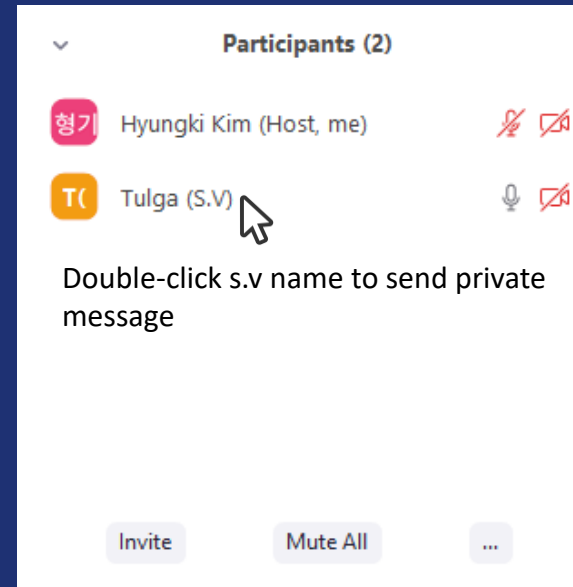 Participants (2)
형기 Hyungki Kim (Host, me)
T( Tulga (S.V)
Double-click s.v name to send private
message
Invite Mute All ...